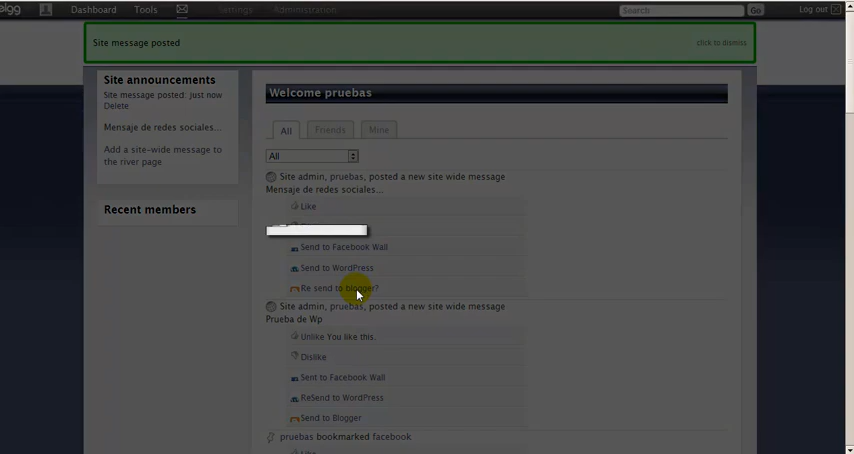 elgg Dashboard Tools Settings Administration Search Go Log out
Site message posted click to dismiss
Site announcements
Site message posted: just now
Delete
Mensaje de redes sociales...
Add a site-wide message to
the river page
Recent members
Welcome pruebas
All Friends Mine
All
Site admin, pruebas, posted a new site wide message
Mensaje de redes sociales...
Like
Send to Facebook Wall
Send to WordPress
Re send to blogger?
Site admin, pruebas, posted a new site wide message
Prueba de Wp
Unlike You like this.
Dislike
Sent to Facebook Wall
ReSend to WordPress
Send to Blogger
pruebas bookmarked facebook